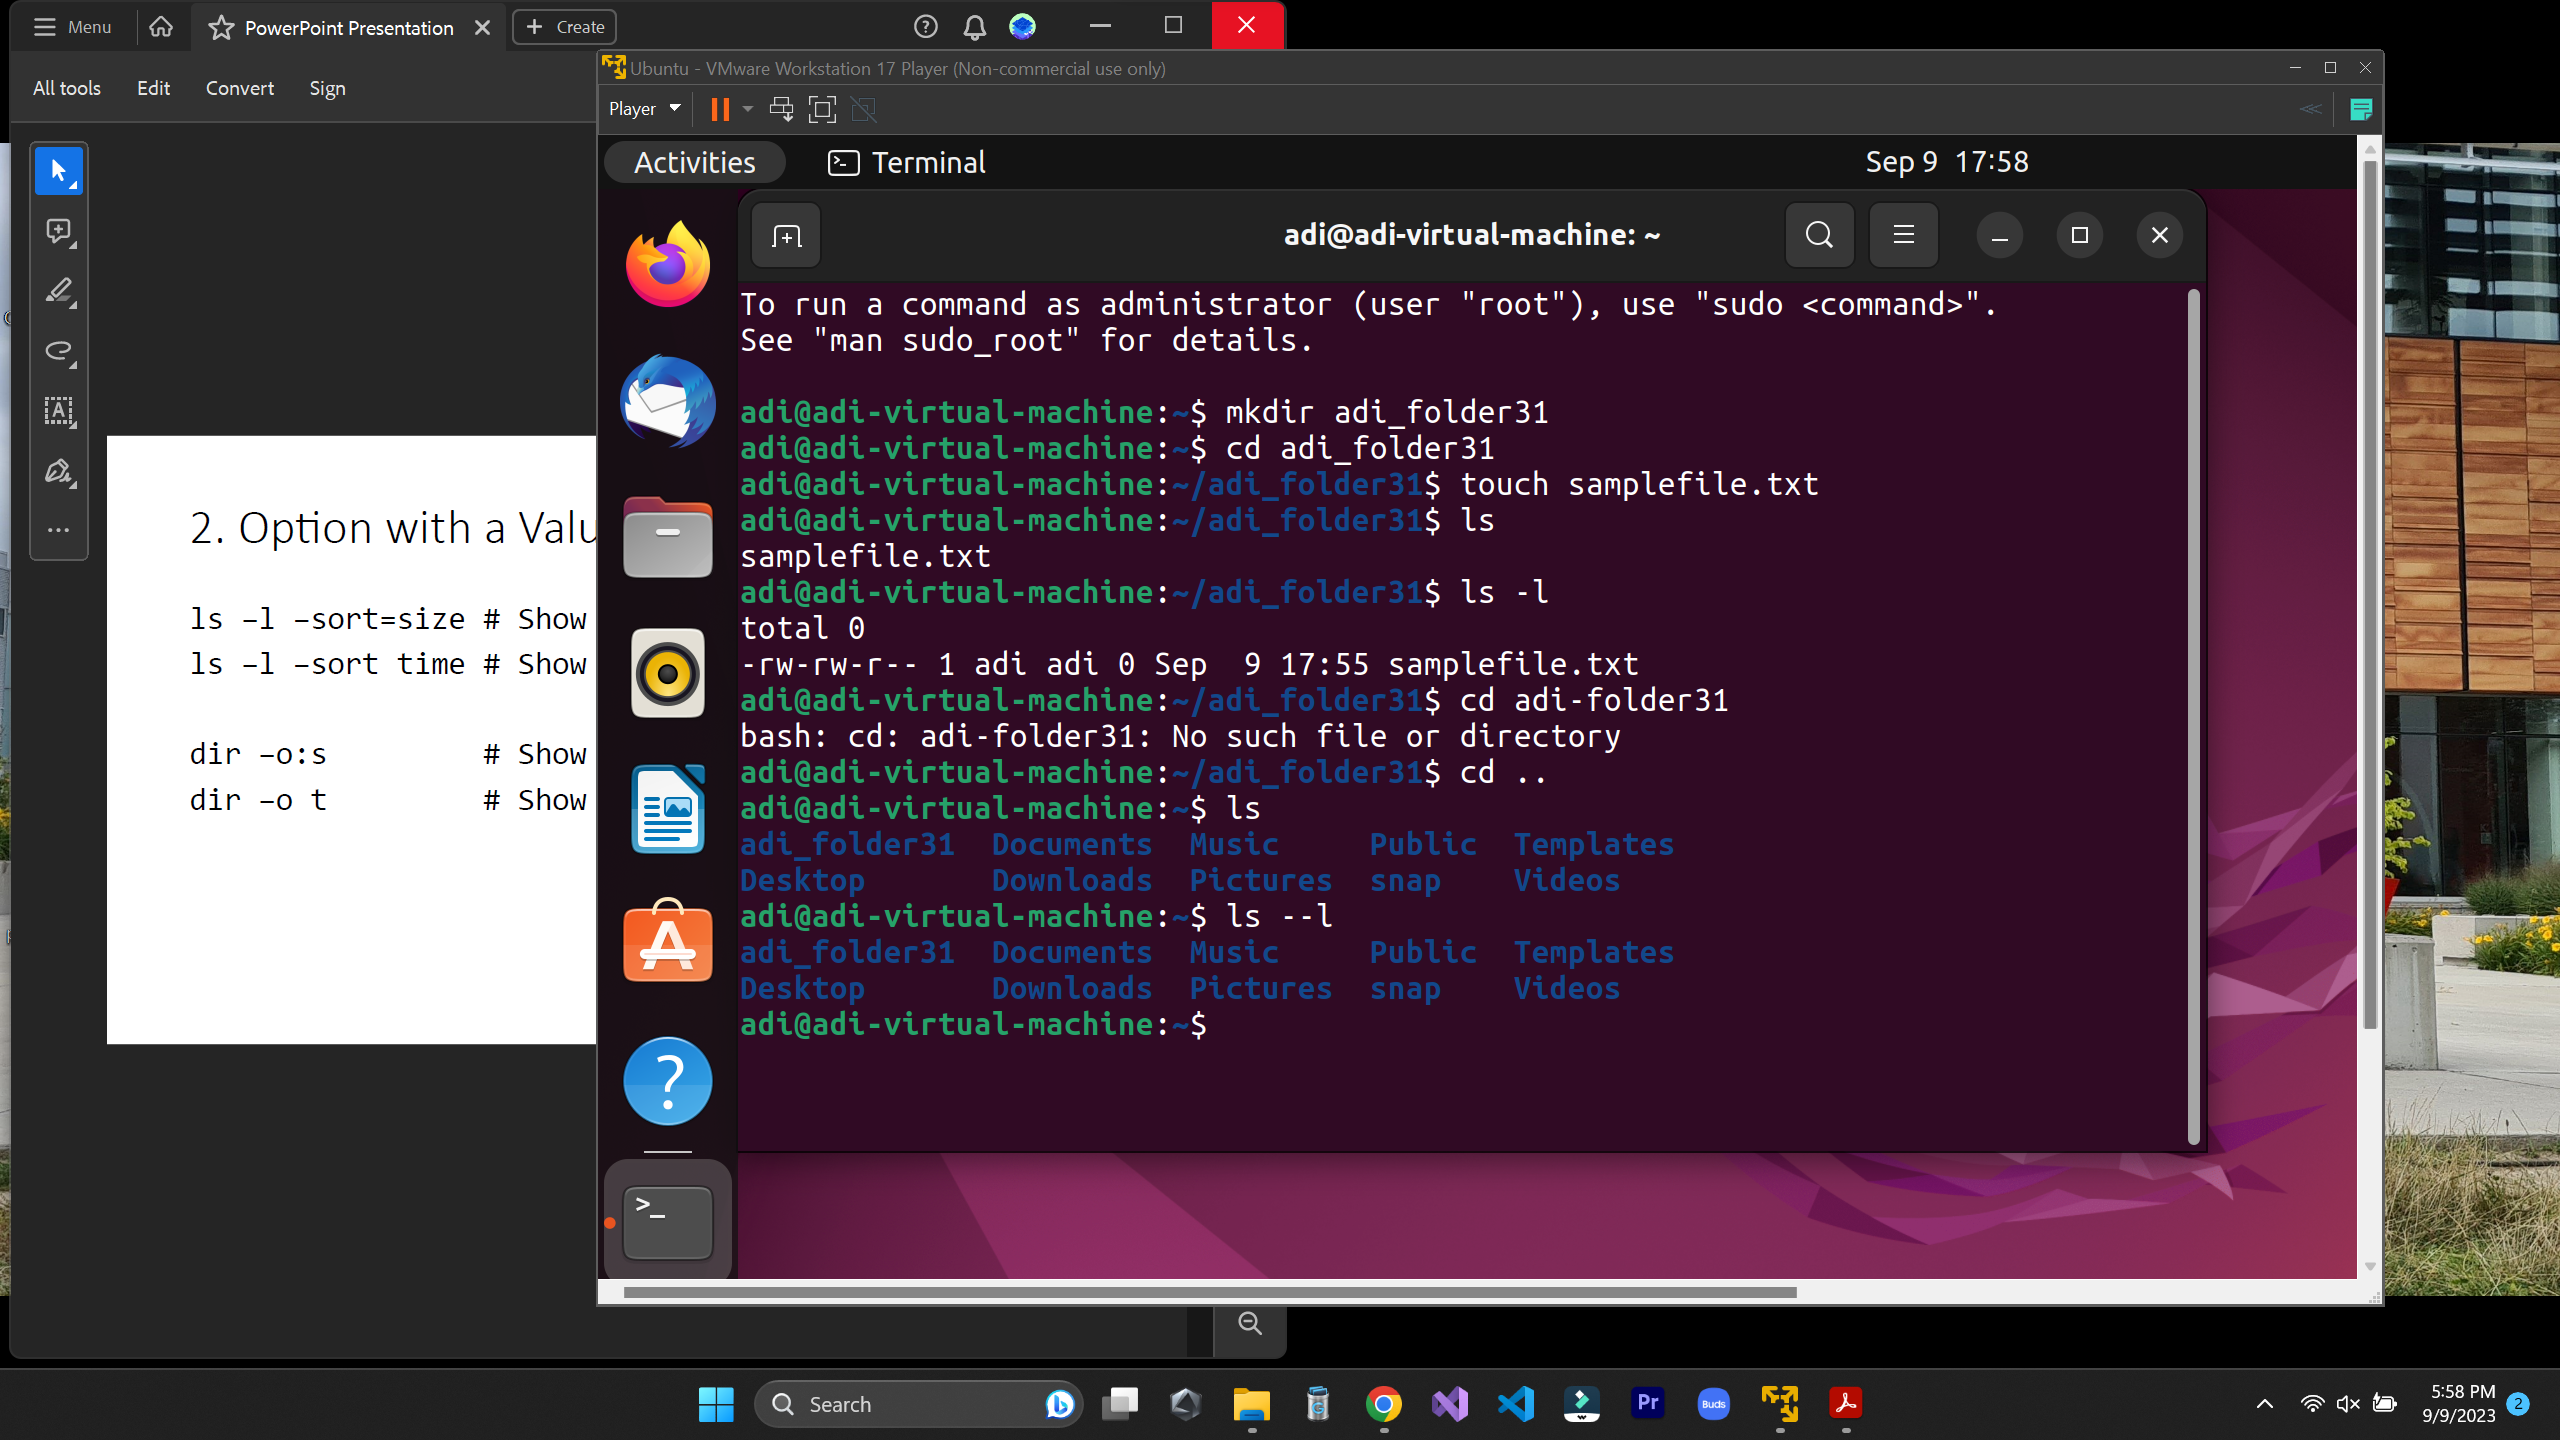 Menu
PowerPoint Presentation
Create
All tools
Edit
Convert
Sign
2. Option with a Valu
ls –l –sort=size # Show
ls –l –sort time # Show
dir –o:s # Show
dir –o t # Show
Ubuntu - VMware Workstation 17 Player (Non-commercial use only)
Player
Activities
Terminal
Sep 9 17:58
adi@adi-virtual-machine: ~
To run a command as administrator (user "root"), use "sudo <command>".
See "man sudo_root" for details.
adi@adi-virtual-machine:~$ mkdir adi_folder31
adi@adi-virtual-machine:~$ cd adi_folder31
adi@adi-virtual-machine:~/adi_folder31$ touch samplefile.txt
adi@adi-virtual-machine:~/adi_folder31$ ls
samplefile.txt
adi@adi-virtual-machine:~/adi_folder31$ ls -l
total 0
-rw-rw-r-- 1 adi adi 0 Sep  9 17:55 samplefile.txt
adi@adi-virtual-machine:~/adi_folder31$ cd adi-folder31
bash: cd: adi-folder31: No such file or directory
adi@adi-virtual-machine:~/adi_folder31$ cd ..
adi@adi-virtual-machine:~$ ls
adi_folder31  Documents  Music     Public  Templates
Desktop       Downloads  Pictures  snap    Videos
adi@adi-virtual-machine:~$ ls --l
adi_folder31  Documents  Music     Public  Templates
Desktop       Downloads  Pictures  snap    Videos
adi@adi-virtual-machine:~$
Search
Pr
Buds
5:58 PM
9/9/2023
2